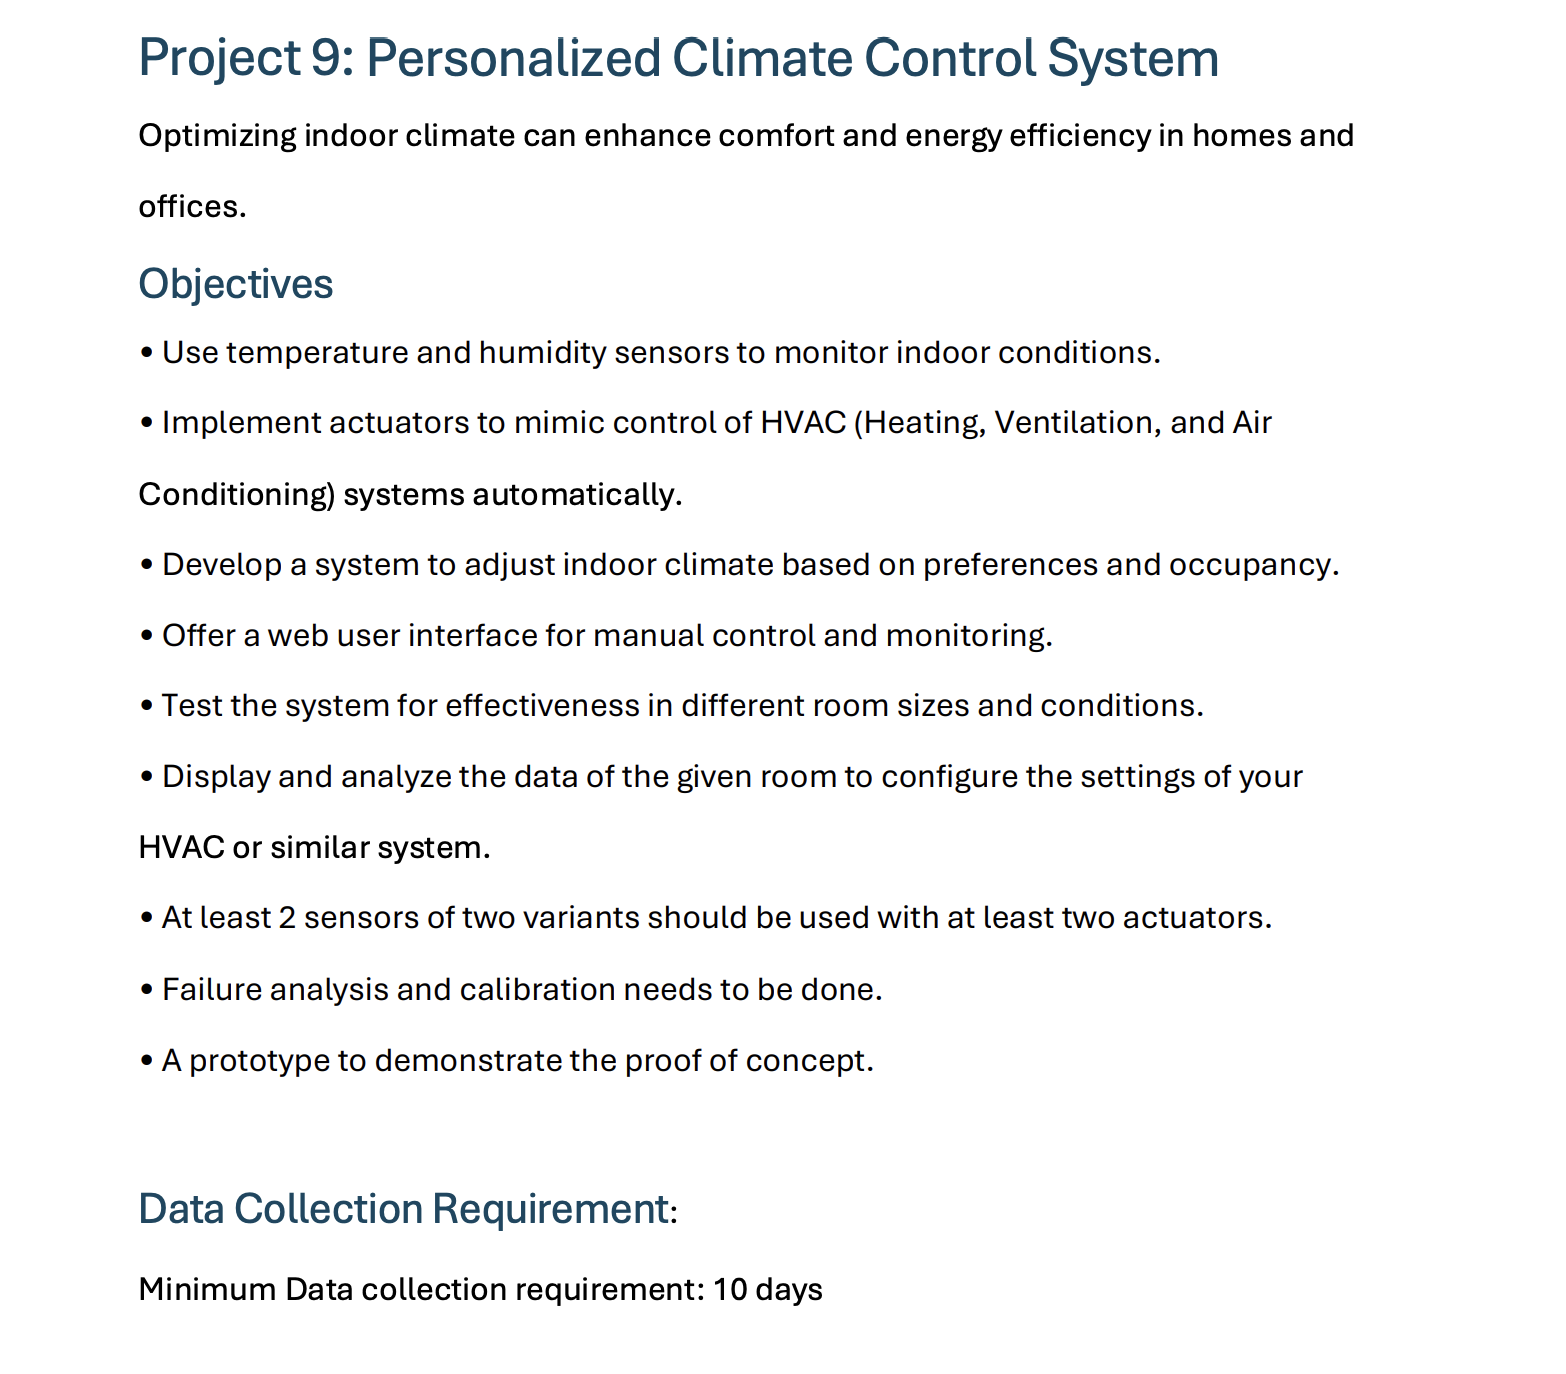 Project 9: Personalized Climate Control System
Optimizing indoor climate can enhance comfort and energy efficiency in homes and
offices.
Objectives
• Use temperature and humidity sensors to monitor indoor conditions.
• Implement actuators to mimic control of HVAC (Heating, Ventilation, and Air
Conditioning) systems automatically.
• Develop a system to adjust indoor climate based on preferences and occupancy.
• Offer a web user interface for manual control and monitoring.
• Test the system for effectiveness in different room sizes and conditions.
• Display and analyze the data of the given room to configure the settings of your
HVAC or similar system.
• At least 2 sensors of two variants should be used with at least two actuators.
• Failure analysis and calibration needs to be done.
• A prototype to demonstrate the proof of concept.
Data Collection Requirement:
Minimum Data collection requirement: 10 days